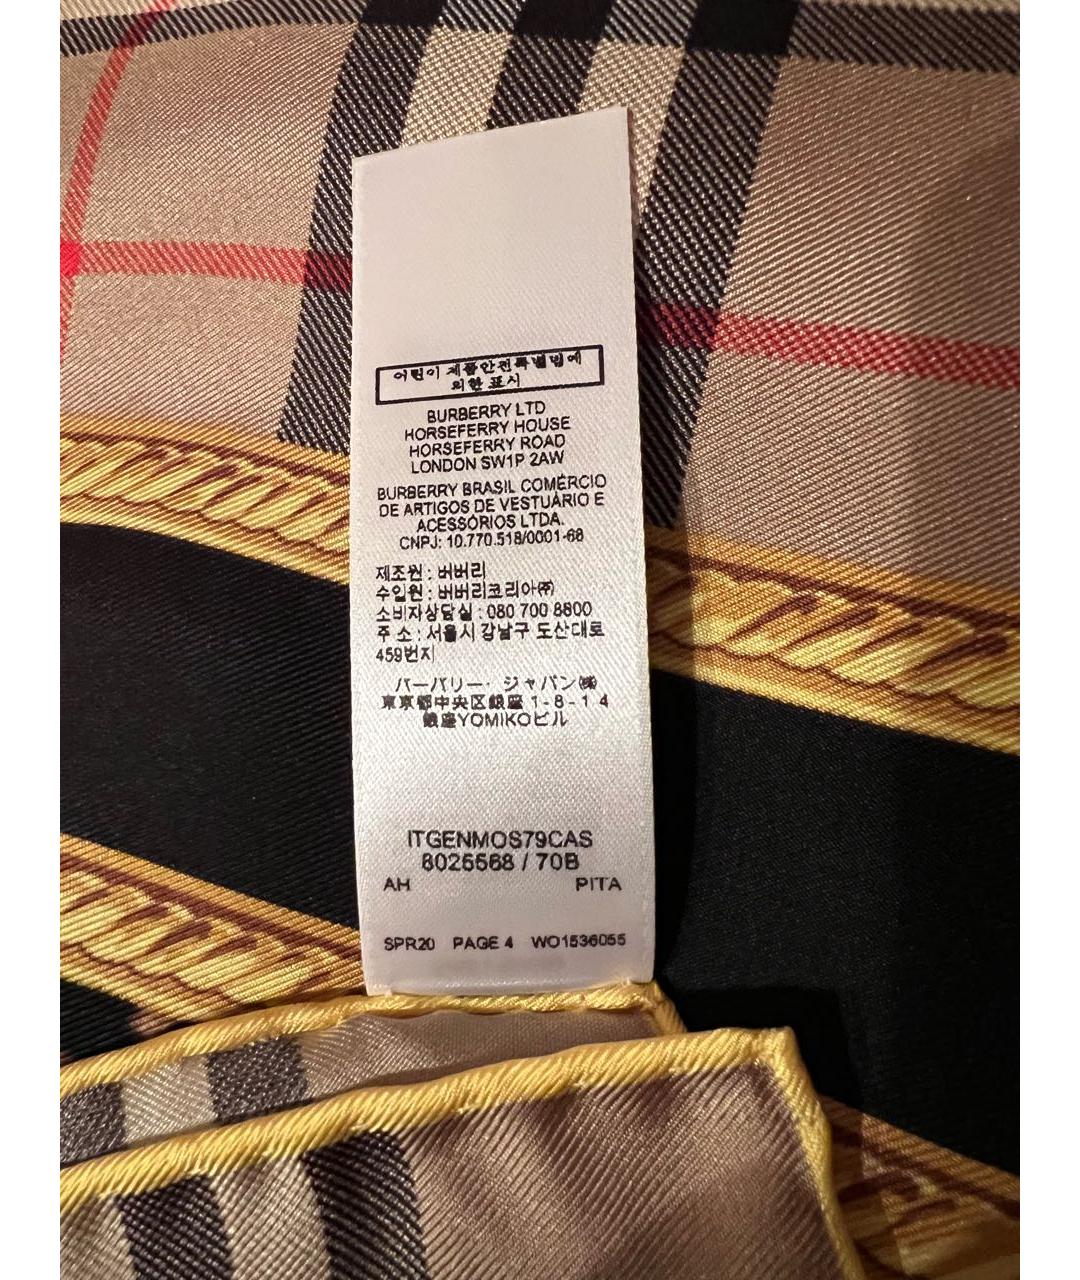 어린이 제품안전특별법에
의한 표시
BURBERRY LTD
HORSEFERRY HOUSE
HORSEFERRY ROAD
LONDON SW1P 2AW
BURBERRY BRASIL COMÉRCIO
DE ARTIGOS DE VESTUÁRIO E
ACESSÓRIOS LTDA.
CNPJ: 10.770.518/0001-68
제조원 : 버버리
수입원 : 버버리코리아㈜
소비자상담실 : 080 700 8800
주 소 : 서울시 강남구 도산대로
459번지
バーバリー・ジャパン㈱
東京都中央区銀座 1-8-14
銀座YOMIKOビル
ITGENMOS79CAS
8025568 / 70B
AH PITA
SPR20 PAGE 4 WO1536055